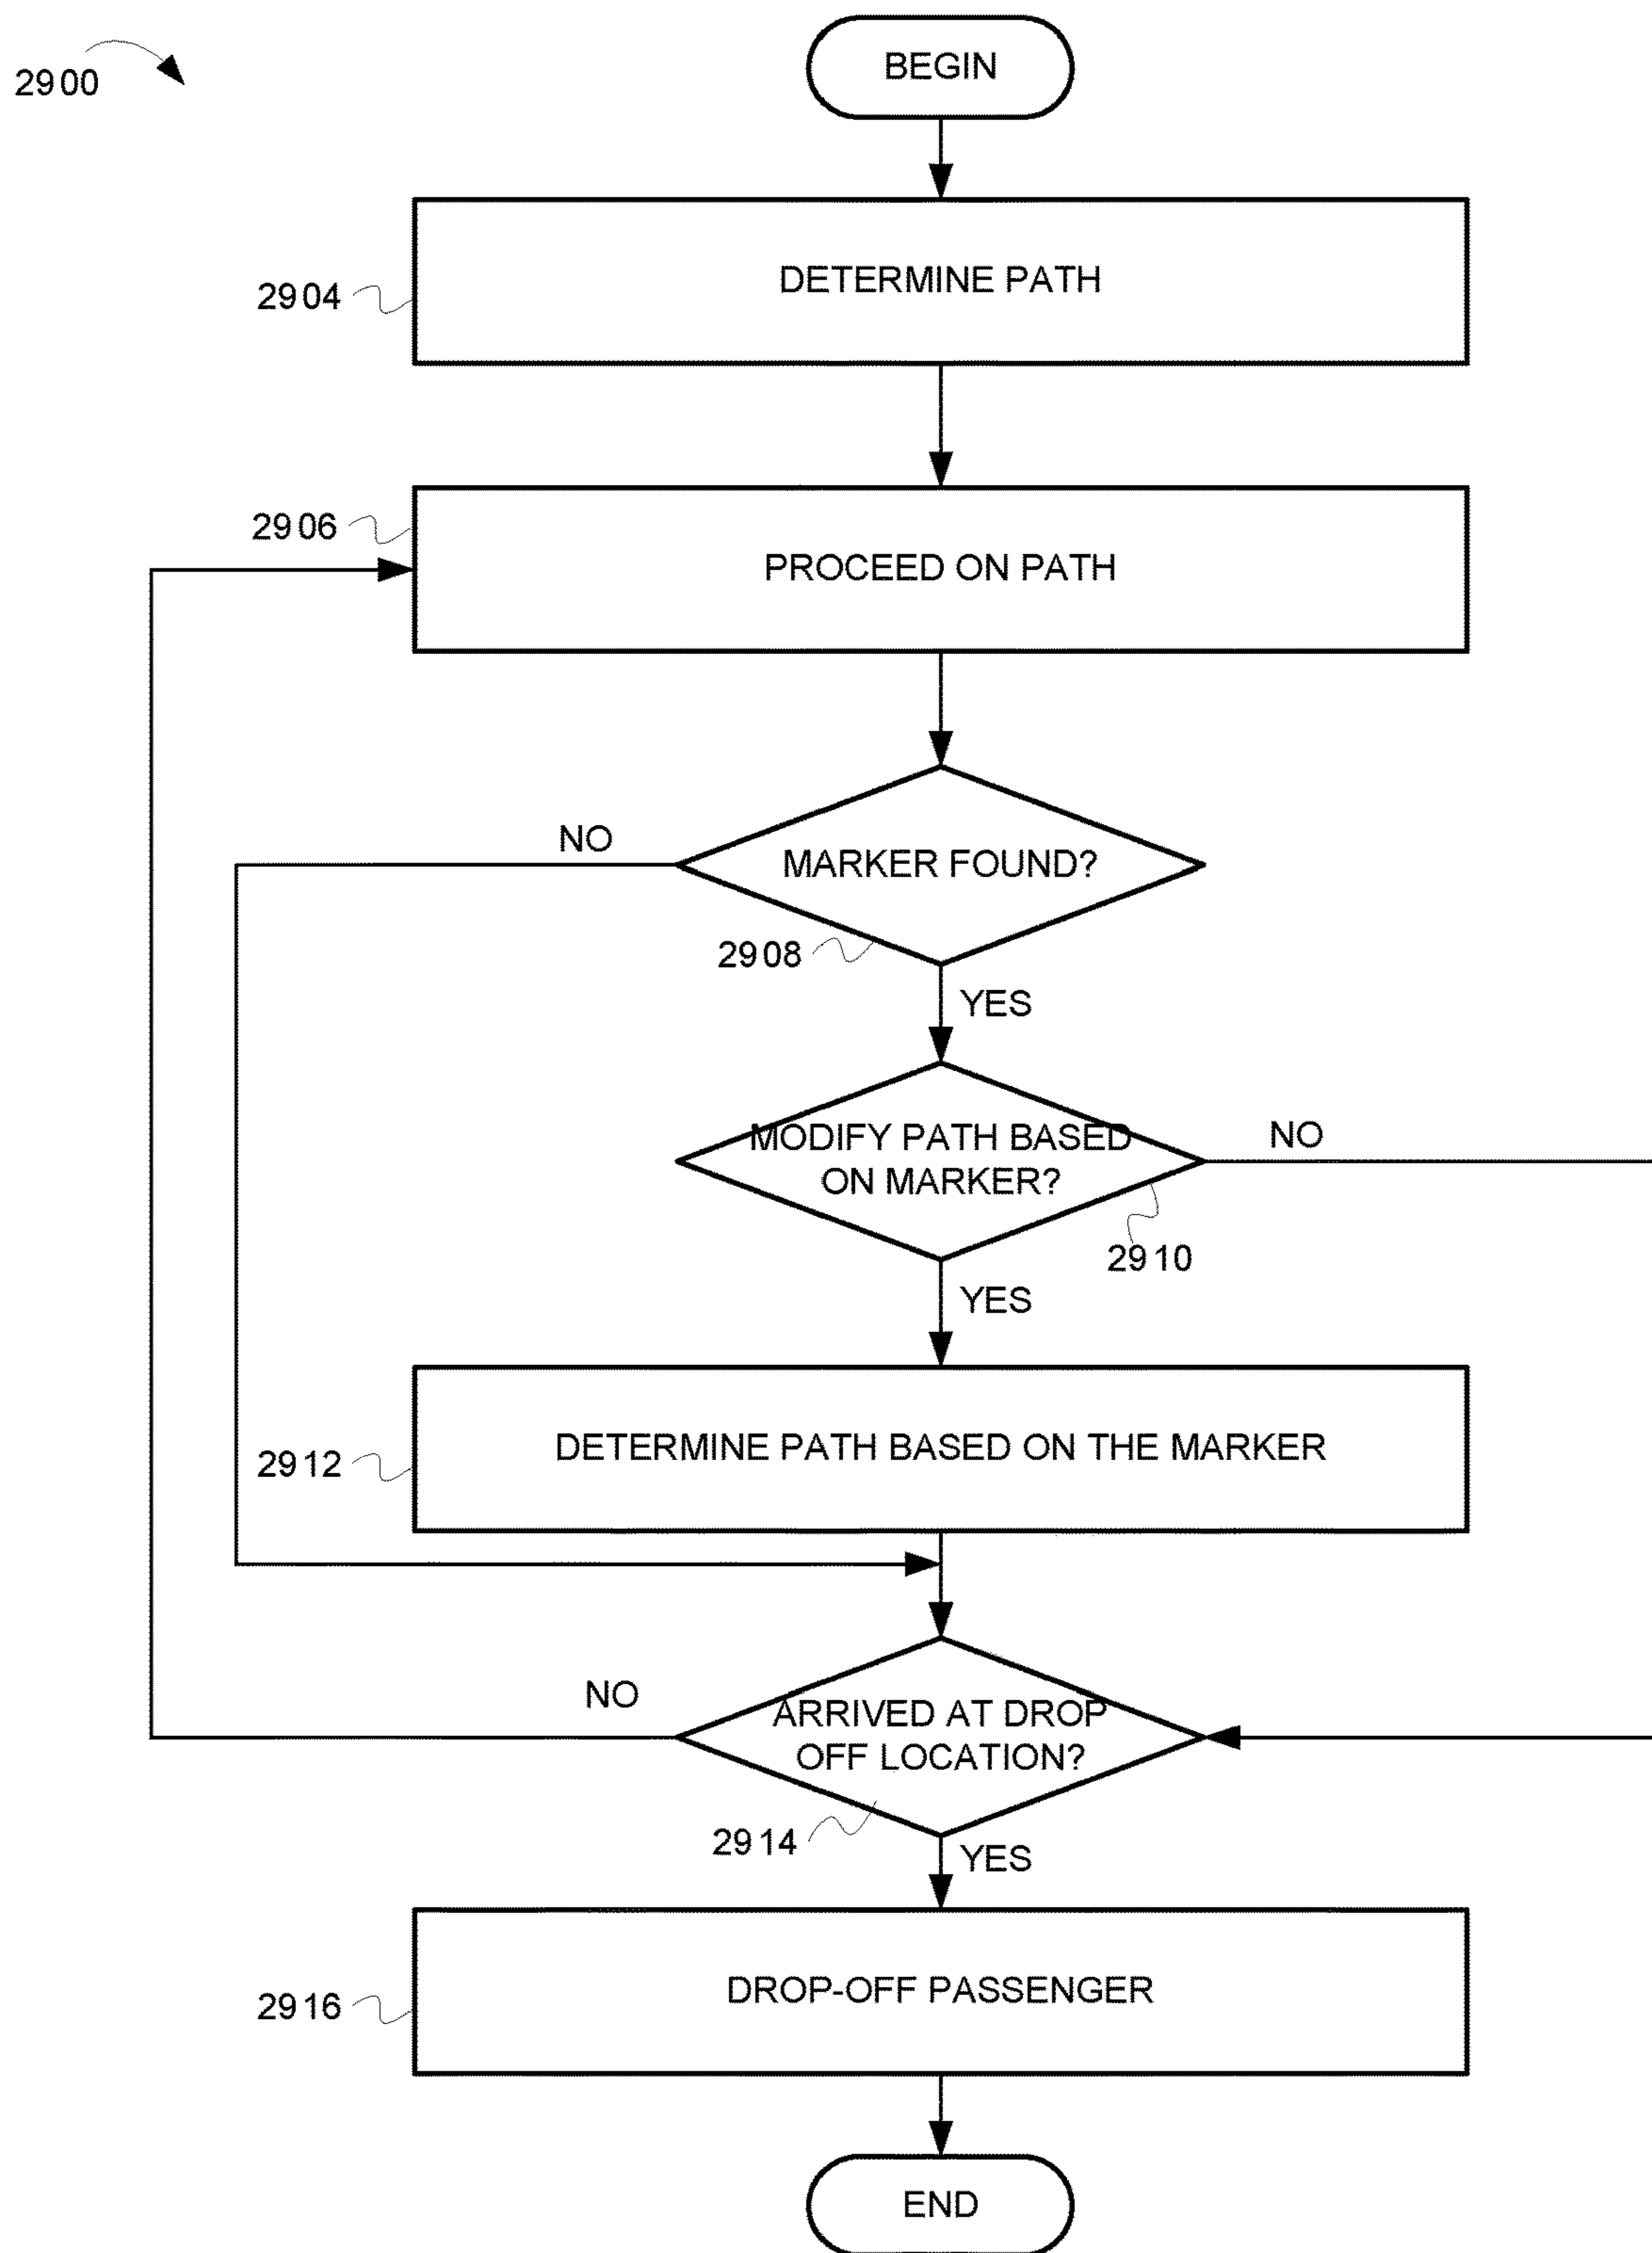 2900
BEGIN
DETERMINE PATH
2904
2906
PROCEED ON PATH
NO
MARKER FOUND?
2908
YES
MODIFY PATH BASED
ON MARKER?
NO
2910
YES
DETERMINE PATH BASED ON THE MARKER
2912
NO
ARRIVED AT DROP
OFF LOCATION?
2914
YES
DROP-OFF PASSENGER
2916
END